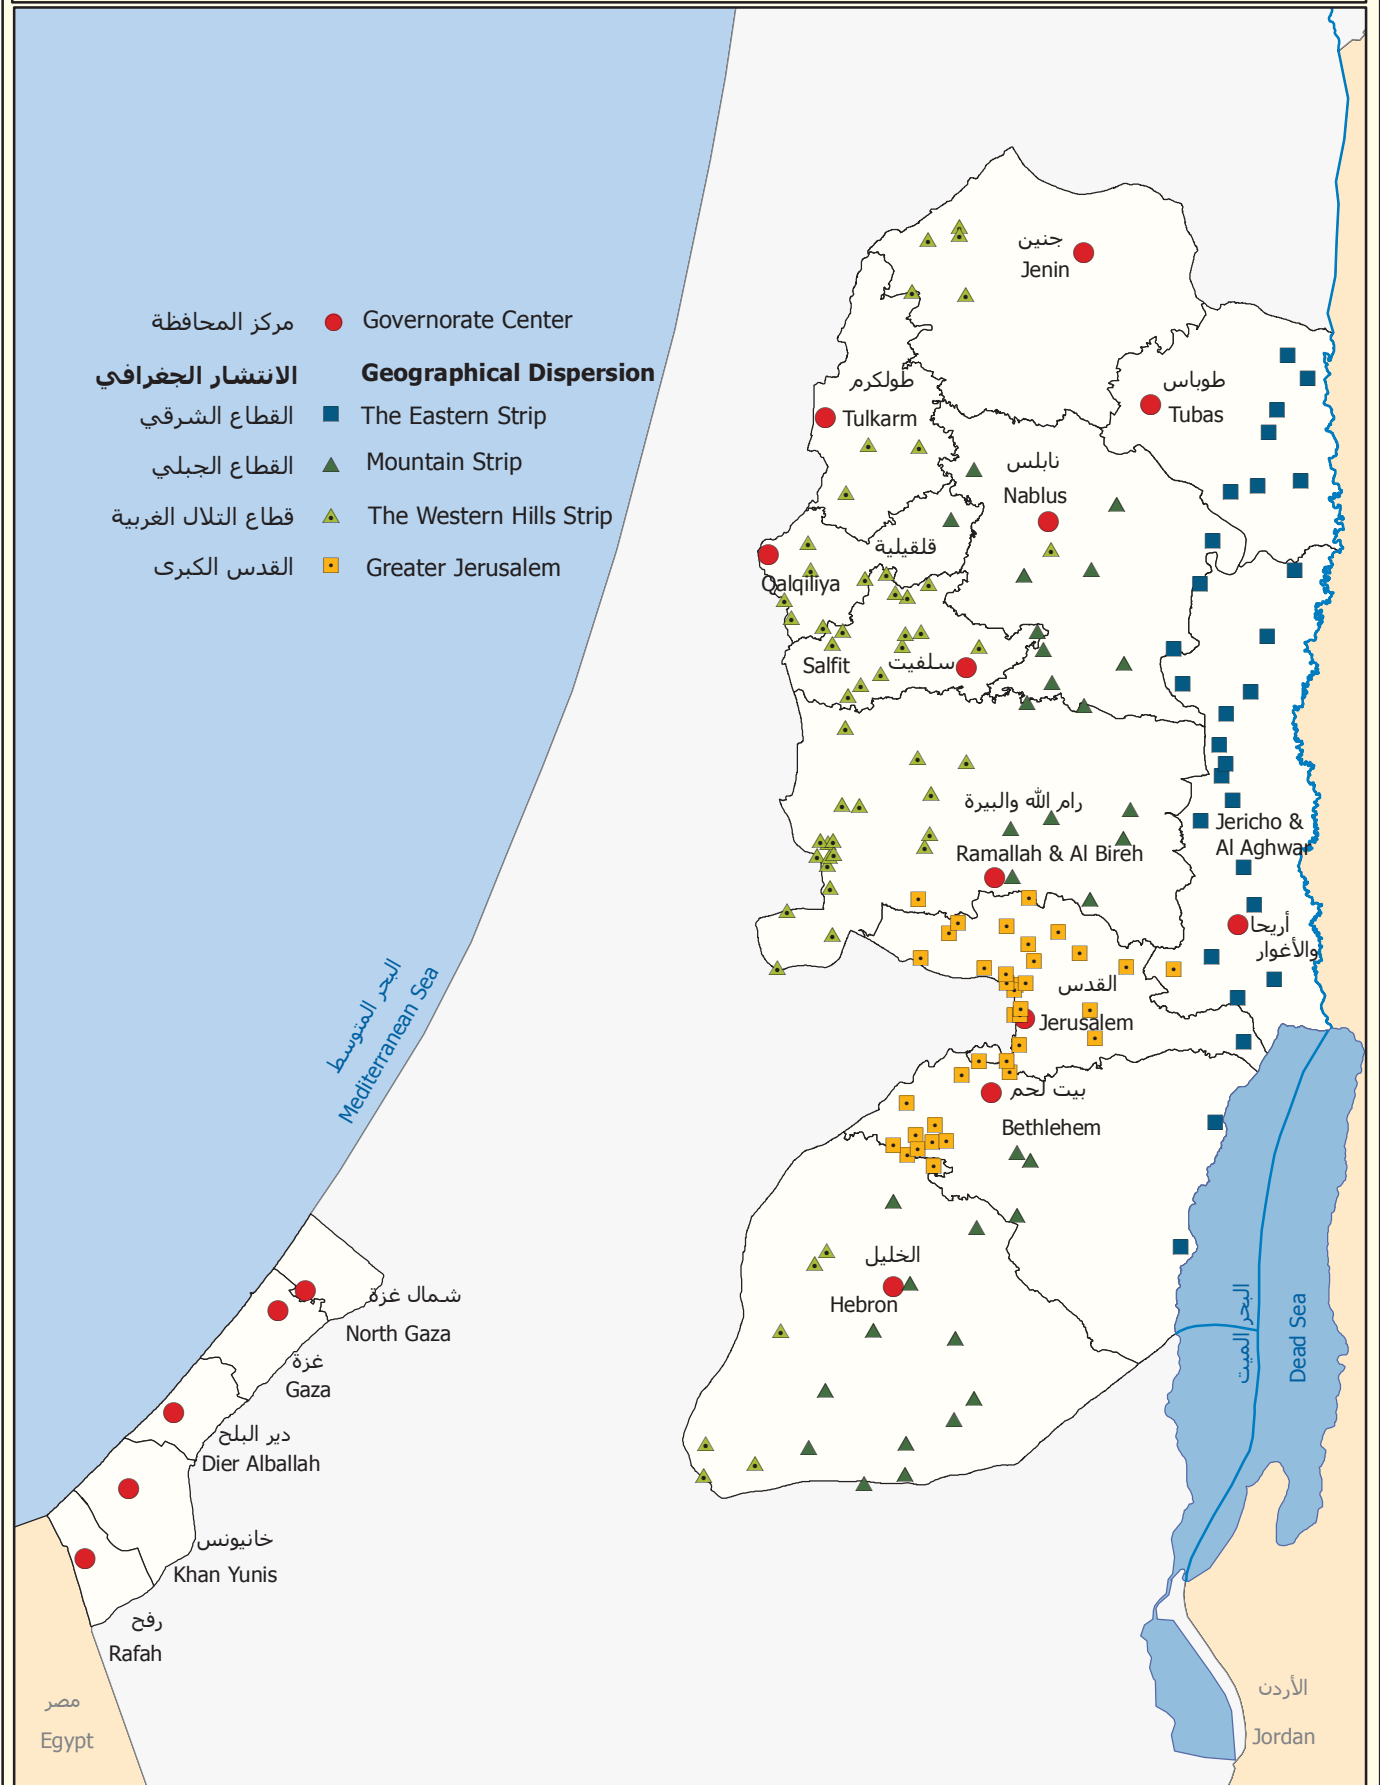 جنين
Jenin
مركز المحافظة
Governorate Center
الانتشار الجغرافي
Geographical Dispersion
القطاع الشرقي
The Eastern Strip
القطاع الجبلي
Mountain Strip
قطاع التلال الغربية
The Western Hills Strip
القدس الكبرى
Greater Jerusalem
طولكرم
Tulkarm
طوباس
Tubas
نابلس
Nablus
قلقيلية
Qalqiliya
سلفيت
Salfit
رام الله والبيرة
Ramallah & Al Bireh
Jericho &
Al Aghwar
أريحا
والأغوار
القدس
Jerusalem
بيت لحم
Bethlehem
الخليل
Hebron
البحر المتوسط
Mediterranean Sea
البحر الميت
Dead Sea
شمال غزة
North Gaza
غزة
Gaza
دير البلح
Dier Alballah
خانيونس
Khan Yunis
رفح
Rafah
مصر
Egypt
الأردن
Jordan